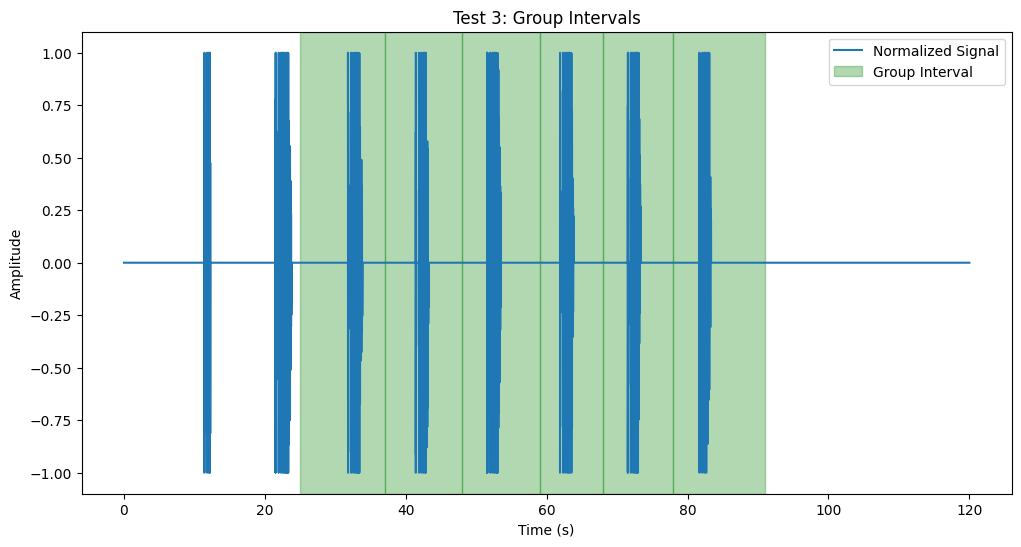 Test 3: Group Intervals
Normalized Signal
Group Interval
Amplitude
1.00
0.75
0.50
0.25
0.00
−0.25
−0.50
−0.75
−1.00
0 20 40 60 80 100 120
Time (s)